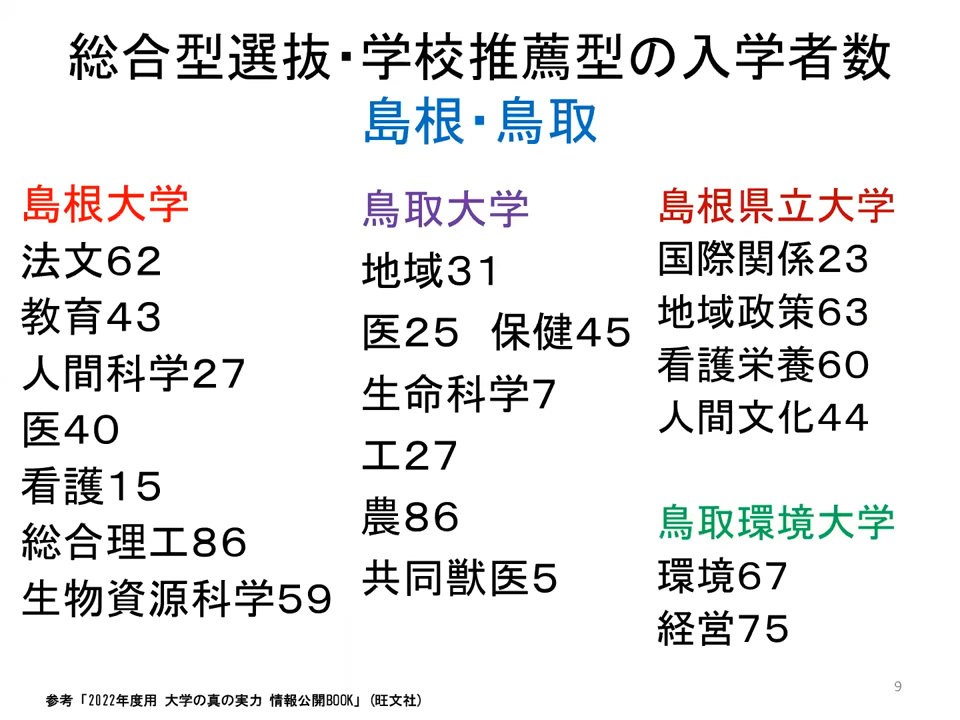 総合型選抜・学校推薦型の入学者数
島根・鳥取
島根大学
法文62
教育43
人間科学27
医40
看護15
総合理工86
生物資源科学59
鳥取大学
地域31
医25　保健45
生命科学7
工27
農86
共同獣医5
島根県立大学
国際関係23
地域政策63
看護栄養60
人間文化44
鳥取環境大学
環境67
経営75
参考「2022年度用 大学の真の実力 情報公開BOOK」(旺文社)
9